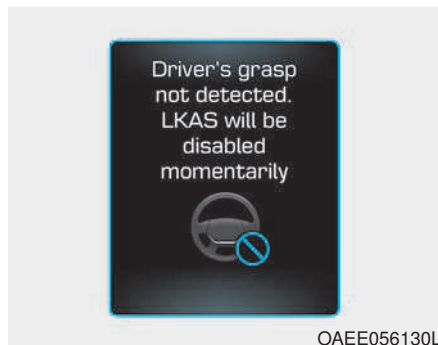 Driver's grasp
not detected.
LKAS will be
disabled
momentarily
OAEE056130L